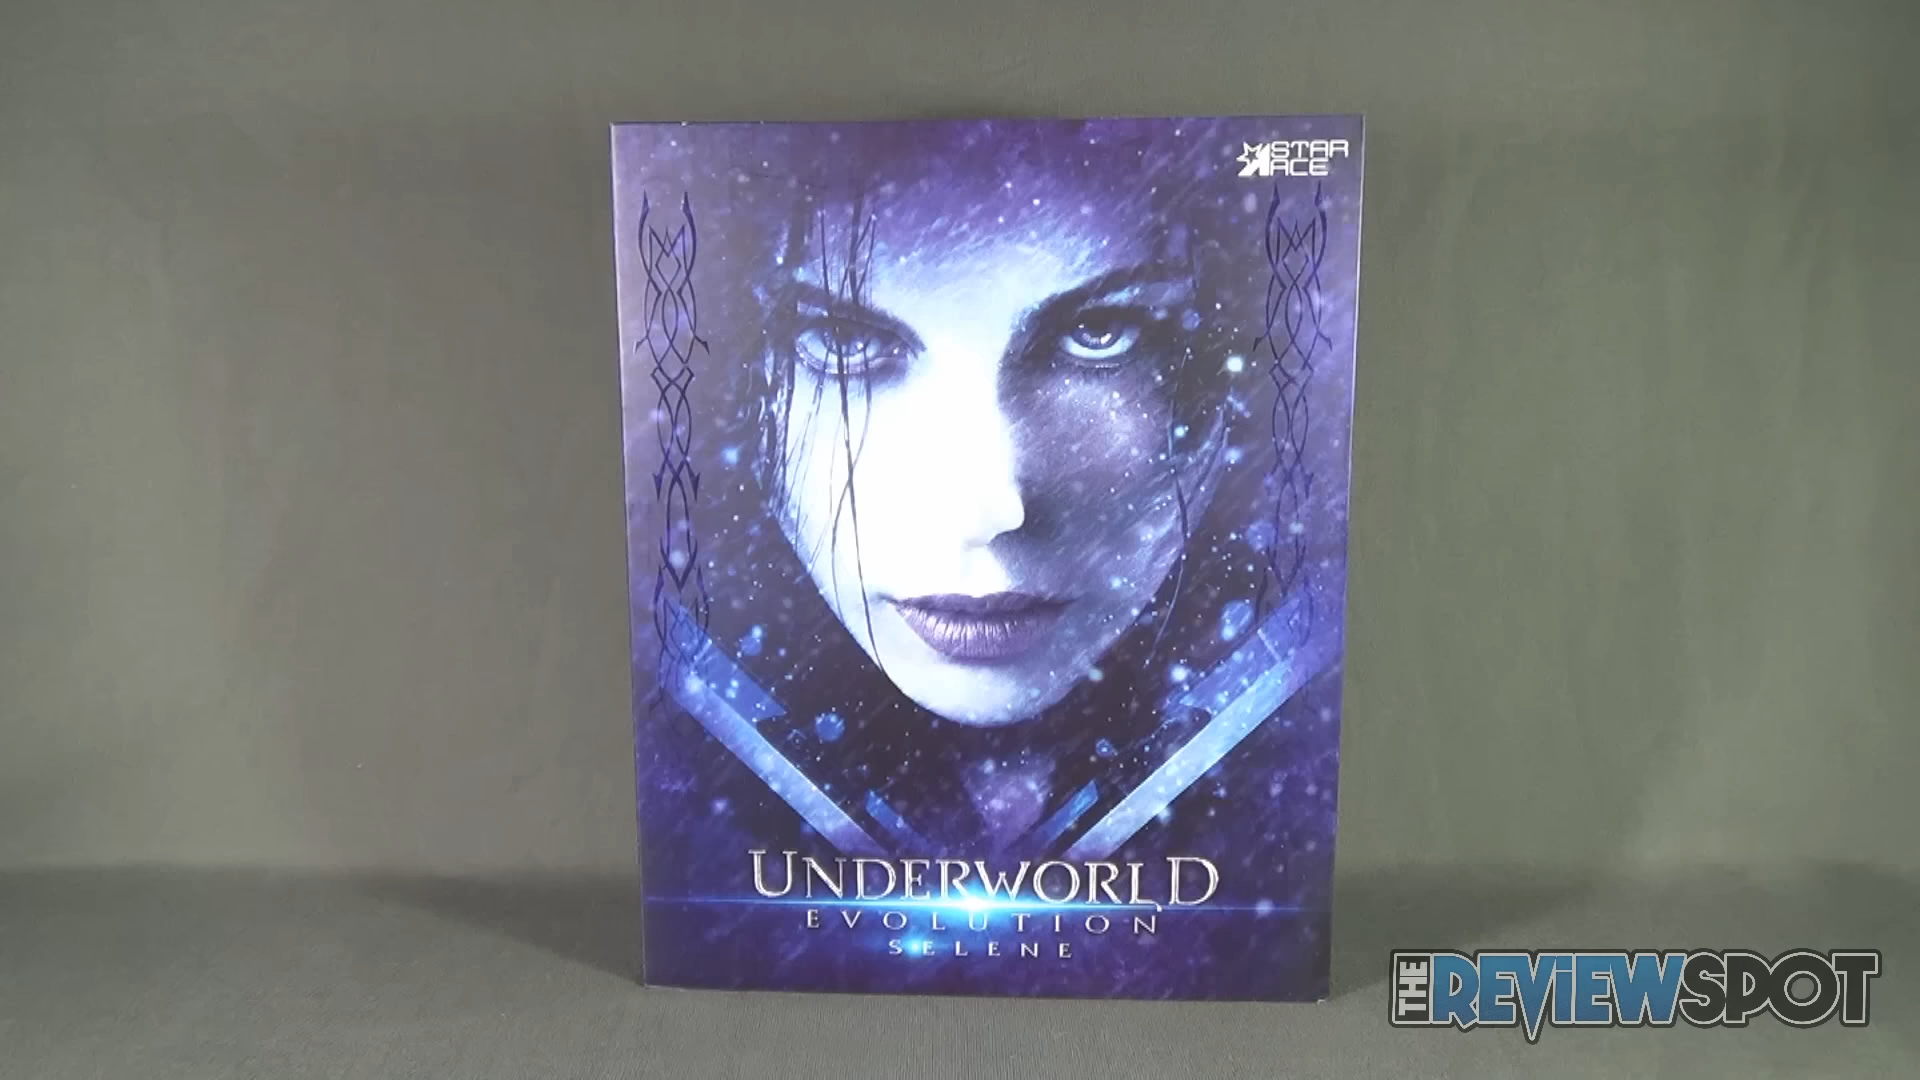 STAR
ACE
UNDERWORLD
EVOLUTION
SELENE
THE REVIEWSPOT